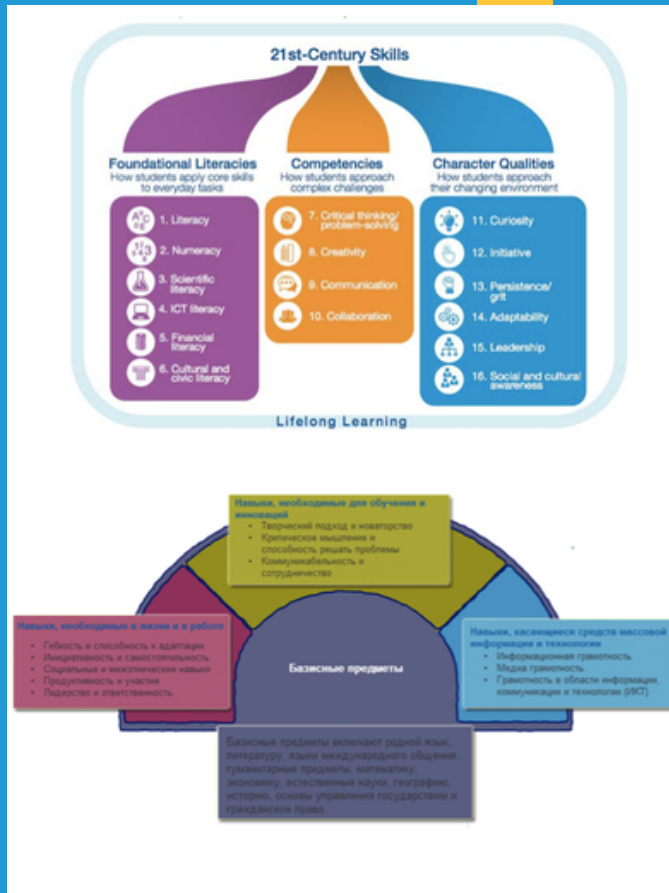 21st-Century Skills
Foundational Literacies
How students apply core skills
to everyday tasks
1. Literacy
2. Numeracy
3. Scientific
literacy
4. ICT literacy
5. Financial
literacy
6. Cultural and
civic literacy
Competencies
How students approach
complex challenges
7. Critical thinking/
problem-solving
8. Creativity
9. Communication
10. Collaboration
Character Qualities
How students approach
their changing environment
11. Curiosity
12. Initiative
13. Persistence/
grit
14. Adaptability
15. Leadership
16. Social and cultural
awareness
Lifelong Learning
Навыки, необходимые для обучения и
инноваций
• Творческий подход и новаторство
• Критическое мышление и
способность решать проблемы
• Коммуникабельность и
сотрудничество
Навыки, необходимые в жизни и в работе
• Гибкость и способность к адаптации
• Инициативность и самостоятельность
• Социальные и межэтнические навыки
• Продуктивность и участие
• Лидерство и ответственность
Навыки, касающиеся средств массовой
информации и технологии
• Информационная грамотность
• Медиа грамотность
• Грамотность в области информации,
коммуникации и технологии (ИКТ)
Базисные предметы
Базисные предметы включают родной язык,
литературу, языки международного общения,
гуманитарные предметы, математику,
экономику, естественные науки, географию,
историю, основы управления государством и
гражданское право.